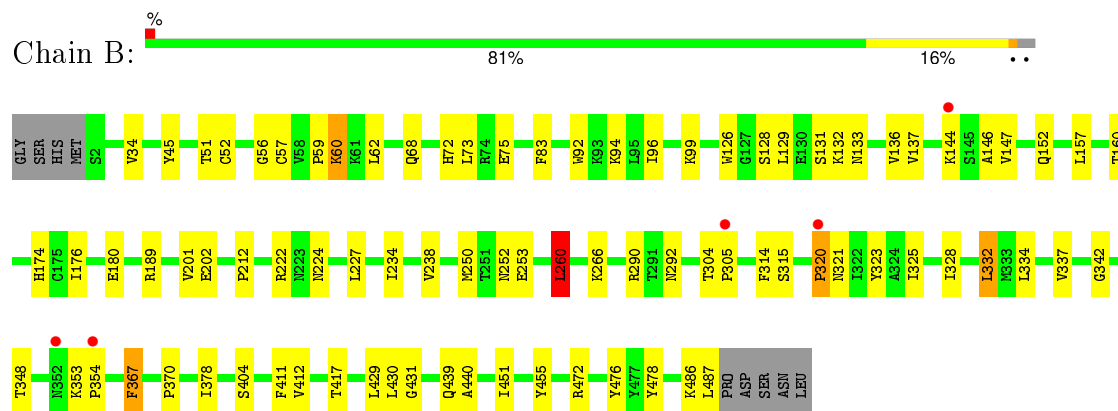 %
Chain B:
81% 16% • •
GLY SER HIS MET S2 V34 Y45 T51 C52 G56 C57 V58 P59 K60 K61 L62 Q68 H72 L73 R74 E75 F83 W92 K93 K94 L95 I96 K99 W126 G127 S128 L129 E130 S131 K132 N133 V136 V137 K144 S145 A146 V147 Q152 L157
H174 C175 I176 E180 R189 V201 E202 P212 R222 N223 N224 L227 I234 V238 M250 T251 N252 E253 L260 K266 R290 T291 N292 T304 P305 F314 S315 P320 N321 I322 Y323 A324 I325 L328 L332 M333 L334 V337 G342
T348 N352 K353 P354 F367 P370 I378 S404 F411 V412 T417 L429 L430 G431 Q439 A440 I451 Y455 R472 Y476 Y477 Y478 K486 L487 PRO ASP SER ASN LEU